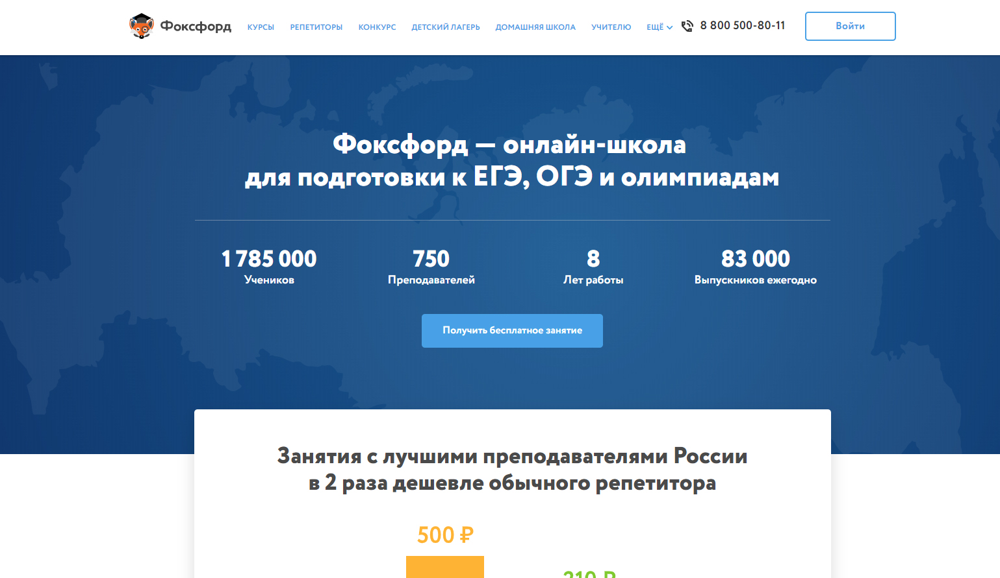 Фоксфорд
КУРСЫ
РЕПЕТИТОРЫ
КОНКУРС
ДЕТСКИЙ ЛАГЕРЬ
ДОМАШНЯЯ ШКОЛА
УЧИТЕЛЮ
ЕЩЁ
8 800 500-80-11
Войти
Фоксфорд — онлайн-школа
для подготовки к ЕГЭ, ОГЭ и олимпиадам
1 785 000
Учеников
750
Преподавателей
8
Лет работы
83 000
Выпускников ежегодно
Получить бесплатное занятие
Занятия с лучшими преподавателями России
в 2 раза дешевле обычного репетитора
500 ₽
210 ₽